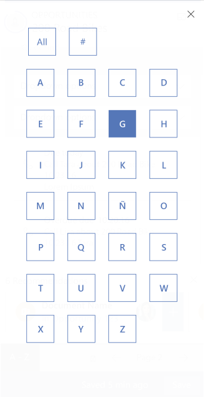 All #
A B C D
E F G H
I J K L
M N Ñ O
P Q R S
T U V W
X Y Z